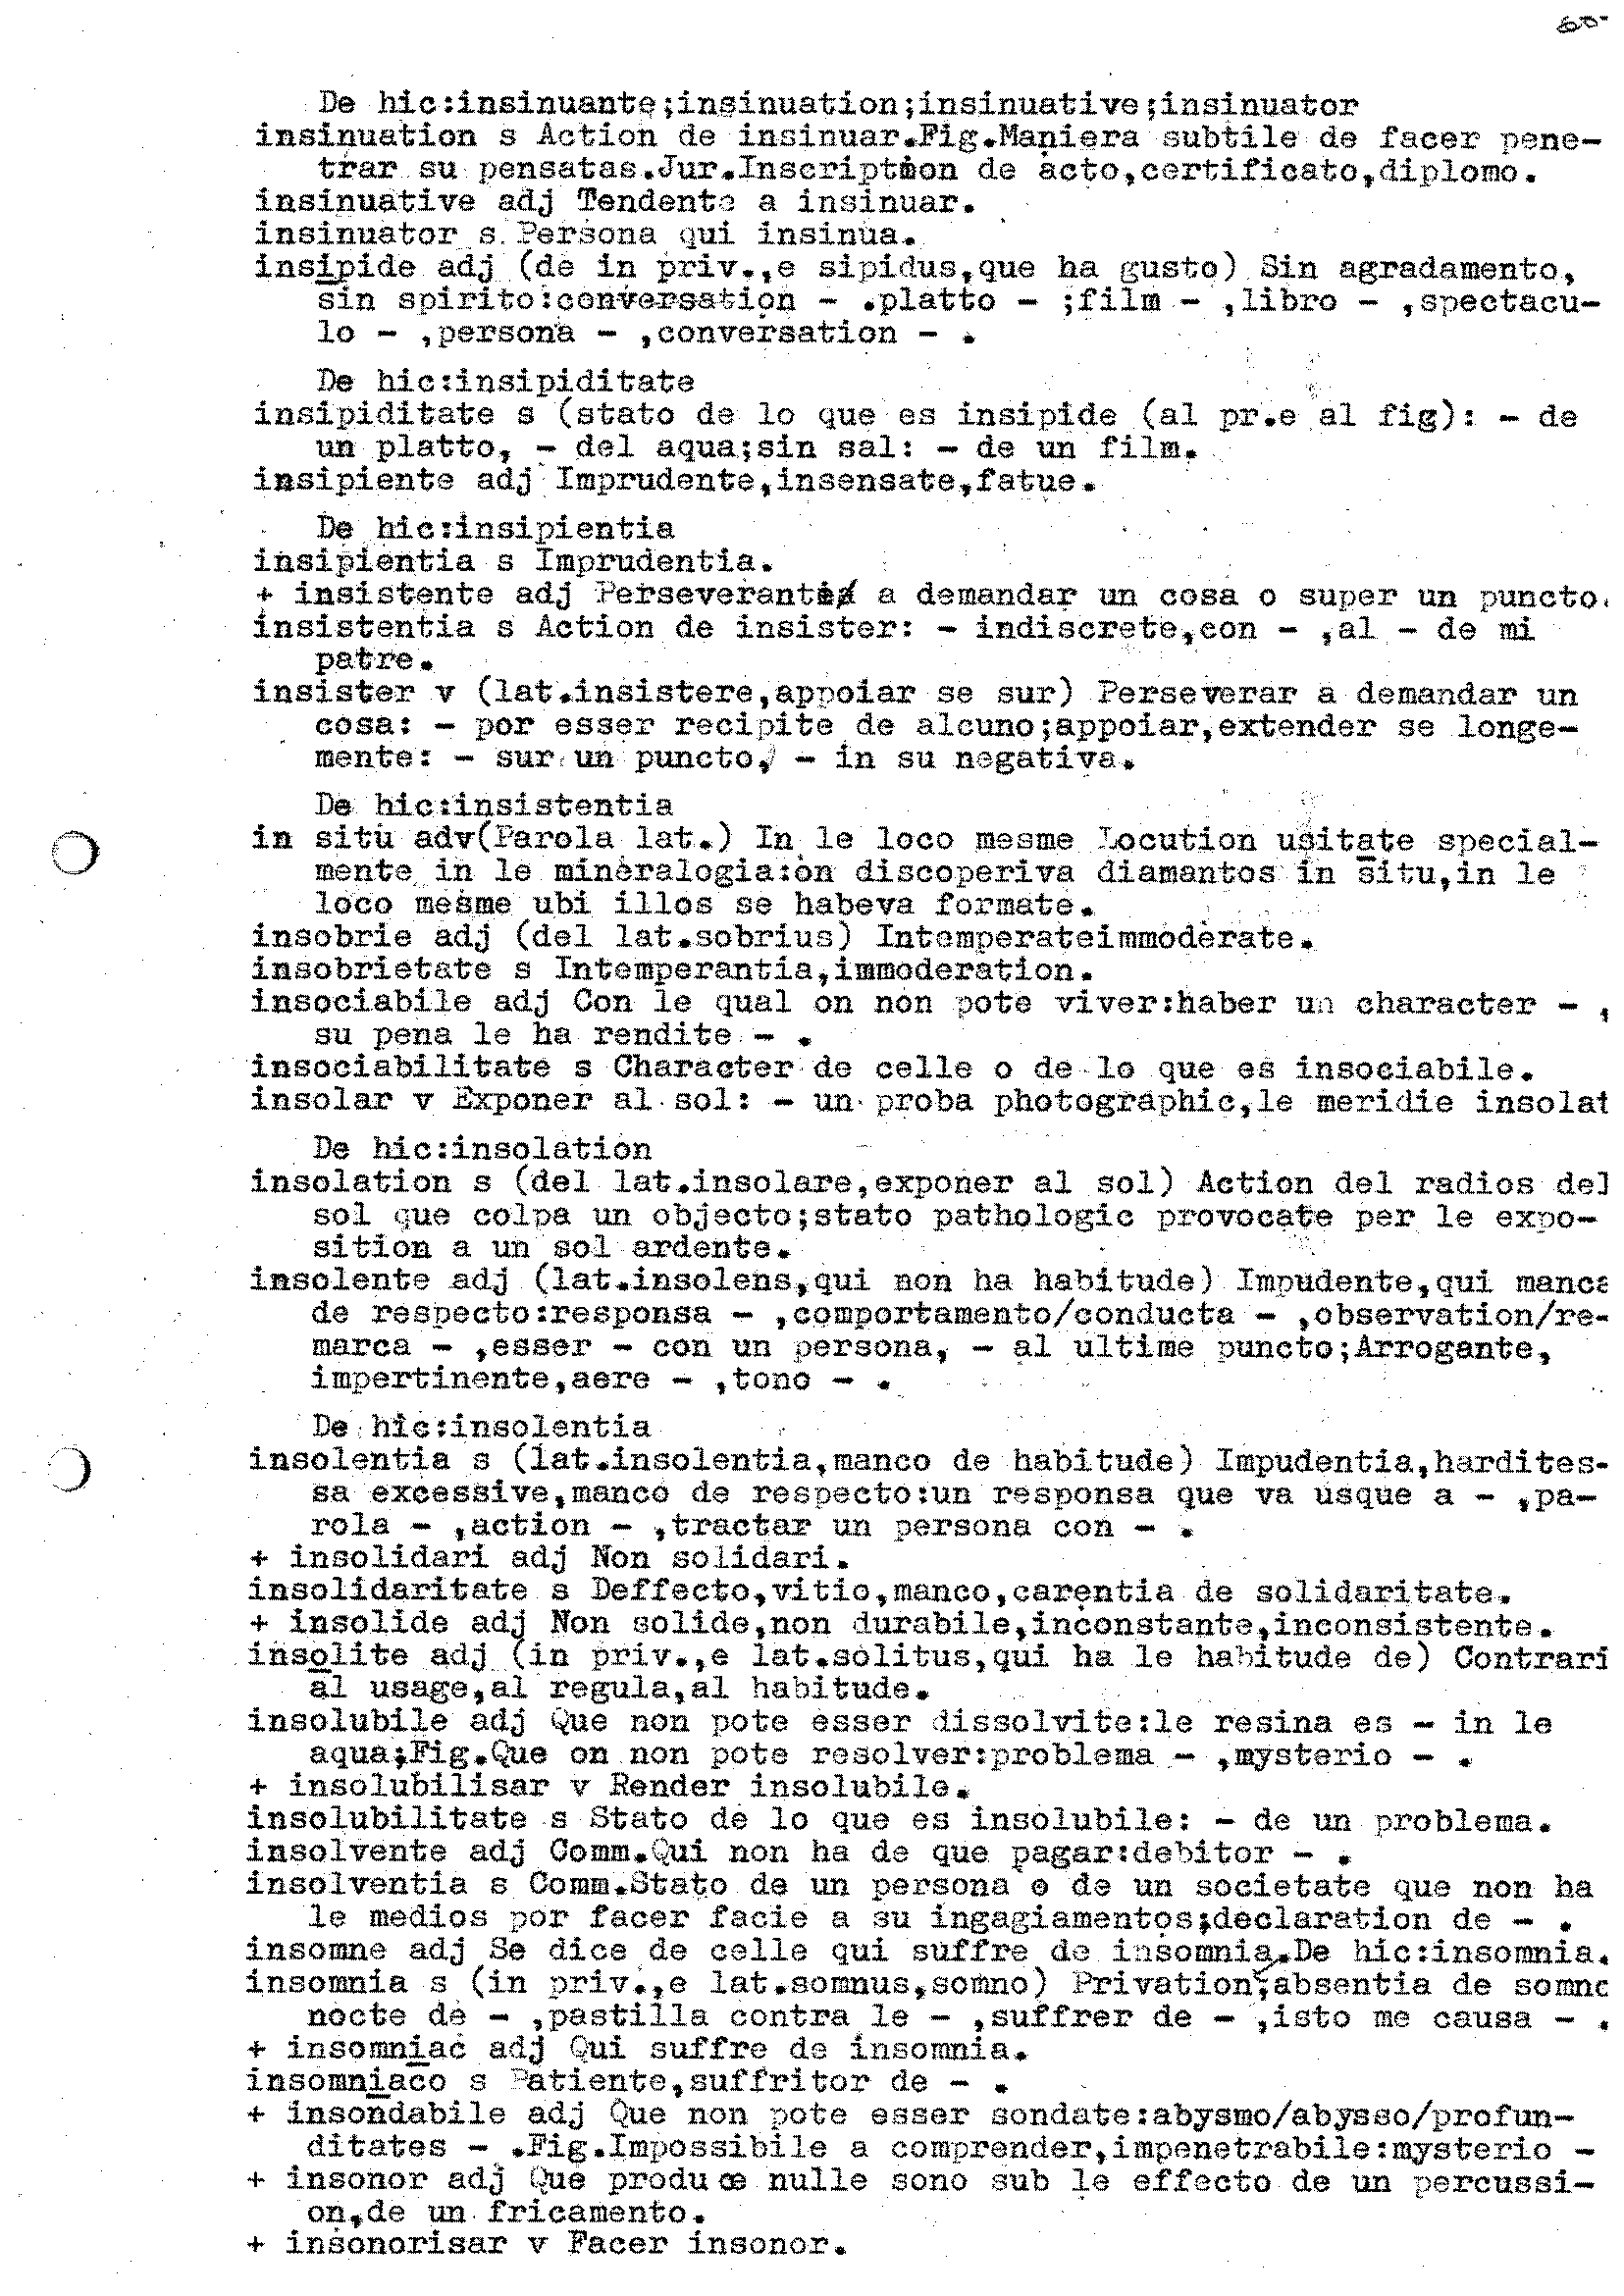 De hic:insinuante;insinuation;insinuative;insinuator
insinuation s Action de insinuar.Fig.Maniera subtile de facer pene-
trar su pensatas.Jur.Inscription de acto,certificato,diplomo.
insinuative adj Tendente a insinuar.
insinuator s Persona qui insinua.
insipide adj (de in priv.,e sipidus,que ha gusto) Sin agradamento,
sin spirito:conversation - .platto - ;film - ,libro - ,spectacu-
lo - ,persona - ,conversation - .
De hic:insipiditate
insipiditate s (stato de lo que es insipide (al pr.e al fig): - de
un platto, - del aqua;sin sal: - de un film.
insipiente adj Imprudente,insensate,fatue.
De hic:insipientia
insipientia s Imprudentia.
+ insistente adj Perseverante a demandar un cosa o super un puncto.
insistentia s Action de insister: - indiscrete,con - ,al - de mi
patre.
insister v (lat.insistere,appoiar se sur) Perseverar a demandar un
cosa: - por esser recipite de alcuno;appoiar,extender se longe-
mente: - sur un puncto, - in su negativa.
De hic:insistentia
in situ adv(Parola lat.) In le loco mesme Locution usitate special-
mente in le mineralogia:on discoperiva diamantos in situ,in le
loco mesme ubi illos se habeva formate.
insobrie adj (del lat.sobrius) Intemperateimmoderate.
insobrietate s Intemperantia,immoderation.
insociabile adj Con le qual on non pote viver:haber un character - ,
su pena le ha rendite - .
insociabilitate s Character de celle o de lo que es insociabile.
insolar v Exponer al sol: - un proba photographic,le meridie insolat
De hic:insolation
insolation s (del lat.insolare,exponer al sol) Action del radios del
sol que colpa un objecto;stato pathologic provocate per le expo-
sition a un sol ardente.
insolente adj (lat.insolens,qui non ha habitude) Impudente,qui manca
de respecto:responsa - ,comportamento/conducta - ,observation/re-
marca - ,esser - con un persona, - al ultime puncto;Arrogante,
impertinente,aere - ,tono - .
De hic:insolentia
insolentia s (lat.insolentia,manco de habitude) Impudentia,hardites-
sa excessive,manco de respecto:un responsa que va usque a - ,pa-
rola - ,action - ,tractar un persona con - .
+ insolidari adj Non solidari.
insolidaritate s Deffecto,vitio,manco,carentia de solidaritate.
+ insolide adj Non solide,non durabile,inconstante,inconsistente.
insolite adj (in priv.,e lat.solitus,qui ha le habitude de) Contrari
al usage,al regula,al habitude.
insolubile adj Que non pote esser dissolvite:le resina es - in le
aqua;Fig.Que on non pote resolver:problema - ,mysterio - .
+ insolubilisar v Render insolubile.
insolubilitate s Stato de lo que es insolubile: - de un problema.
insolvente adj Comm.Qui non ha de que pagar:debitor - .
insolventia s Comm.Stato de un persona o de un societate que non ha
le medios por facer facie a su ingagiamentos;declaration de - .
insomne adj Se dice de celle qui suffre de insomnia.De hic:insomnia.
insomnia s (in priv.,e lat.somnus,somno) Privation,absentia de somno
nocte de - ,pastilla contra le - ,suffrer de - ,isto me causa - .
+ insomniac adj Qui suffre de insomnia.
insomniaco s Patiente,suffritor de - .
+ insondabile adj Que non pote esser sondate:abysmo/abysso/profun-
ditates - .Fig.Impossibile a comprender,impenetrabile:mysterio -
+ insonor adj Que produce nulle sono sub le effecto de un percussi-
on,de un fricamento.
+ insonorisar v Facer insonor.